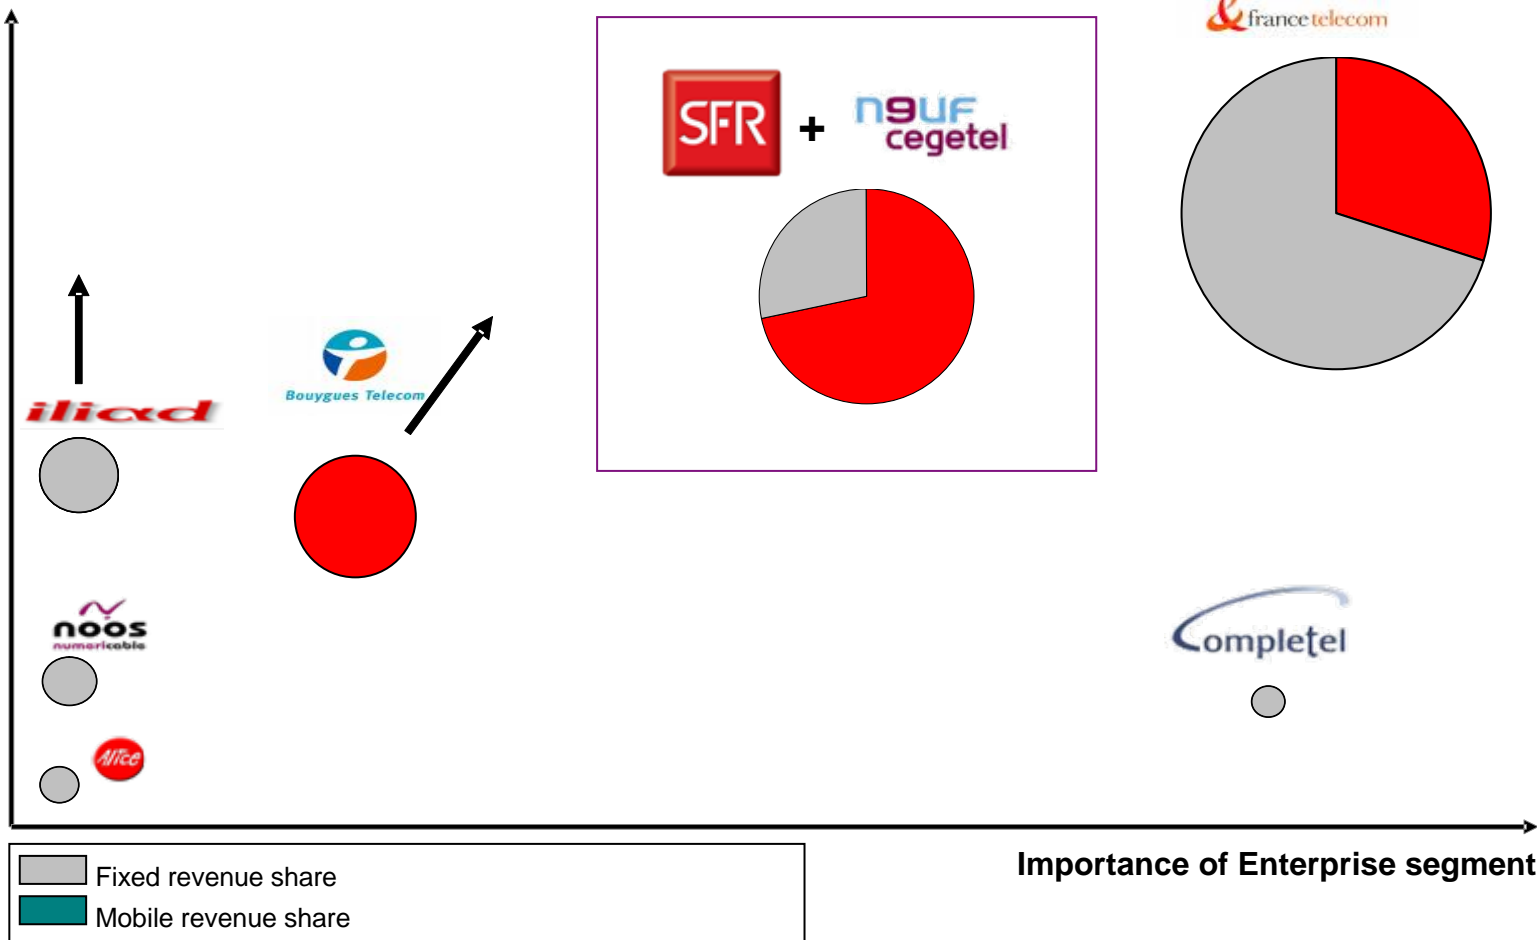 france telecom
SFR
+
n9uf
cegetel
Bouygues Telecom
iliad
noos
numericable
Completel
Alice
Importance of Enterprise segment
Fixed revenue share
Mobile revenue share